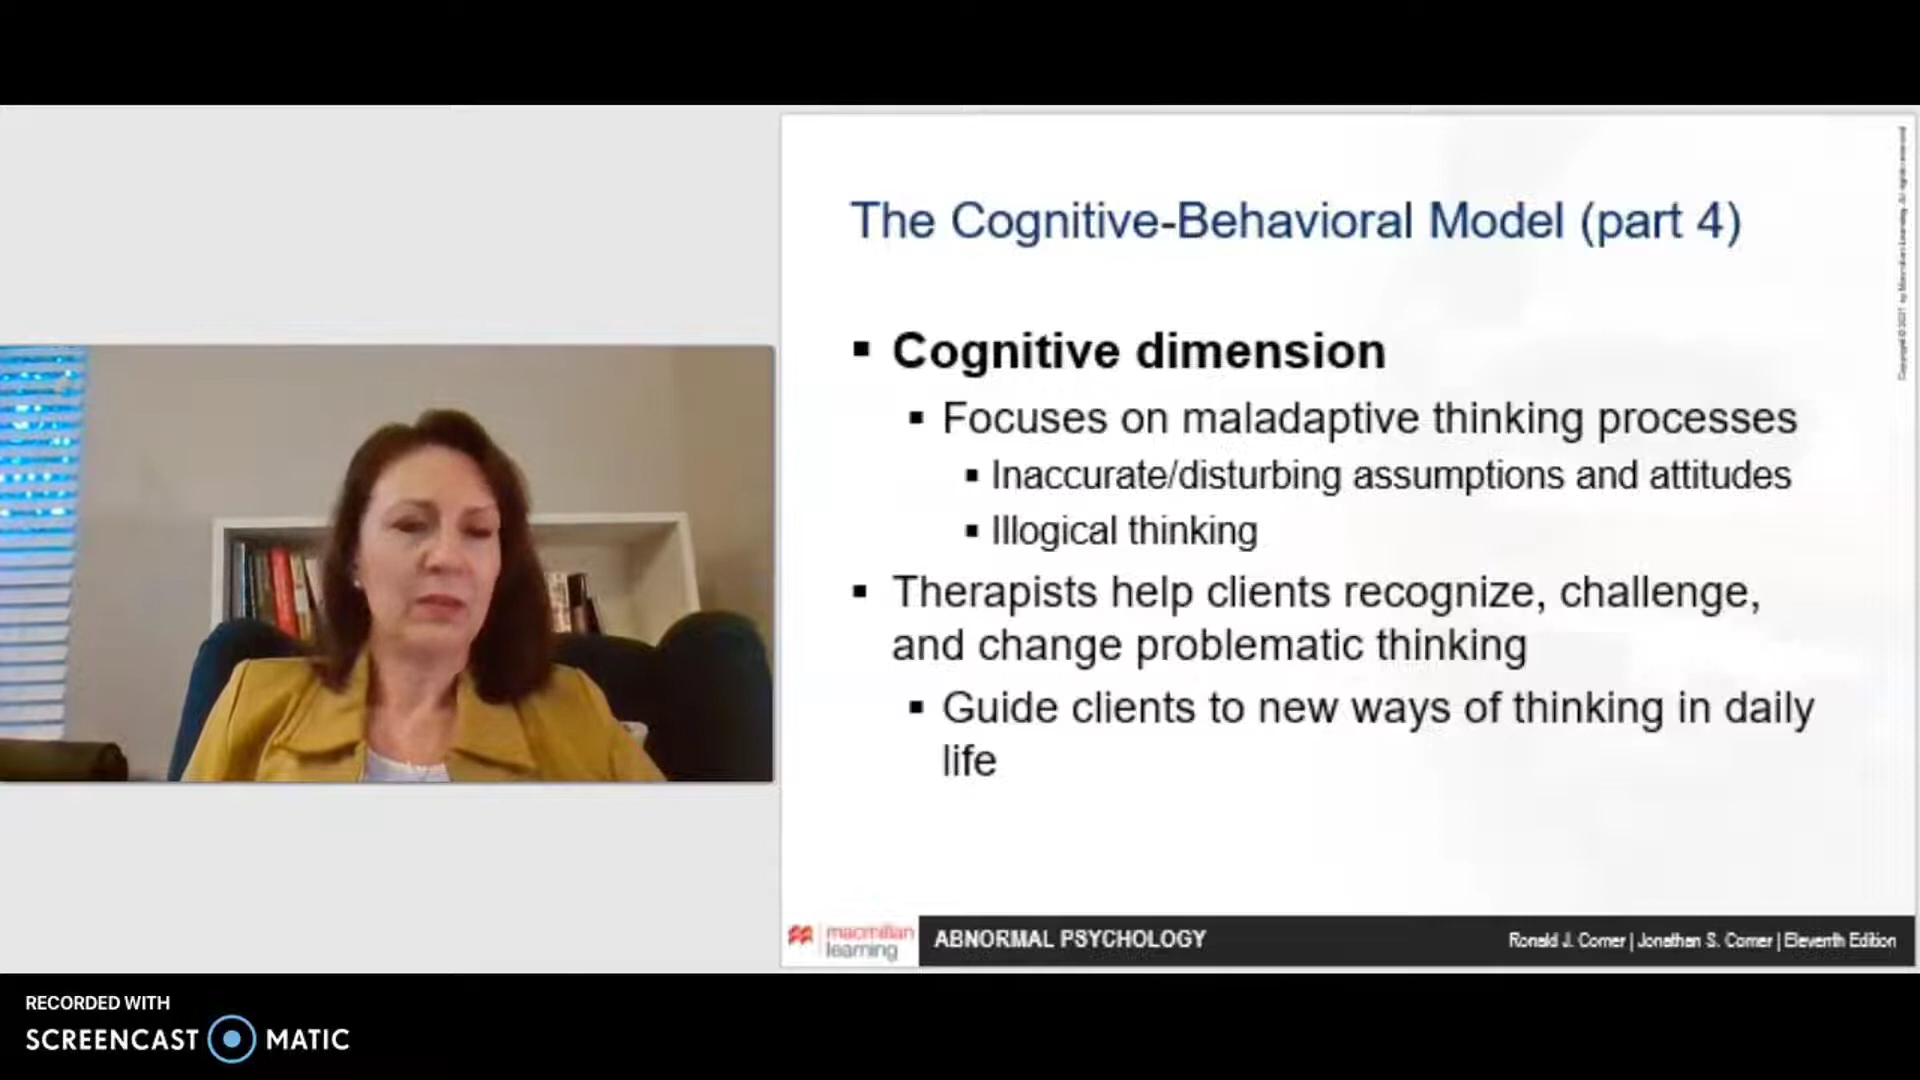 The Cognitive-Behavioral Model (part 4)
Cognitive dimension
Focuses on maladaptive thinking processes
Inaccurate/disturbing assumptions and attitudes
Illogical thinking
Therapists help clients recognize, challenge,
and change problematic thinking
Guide clients to new ways of thinking in daily
life
macmillan
learning
ABNORMAL PSYCHOLOGY
Ronald J. Comer | Jonathan S. Comer | Eleventh Edition
RECORDED WITH
SCREENCAST MATIC